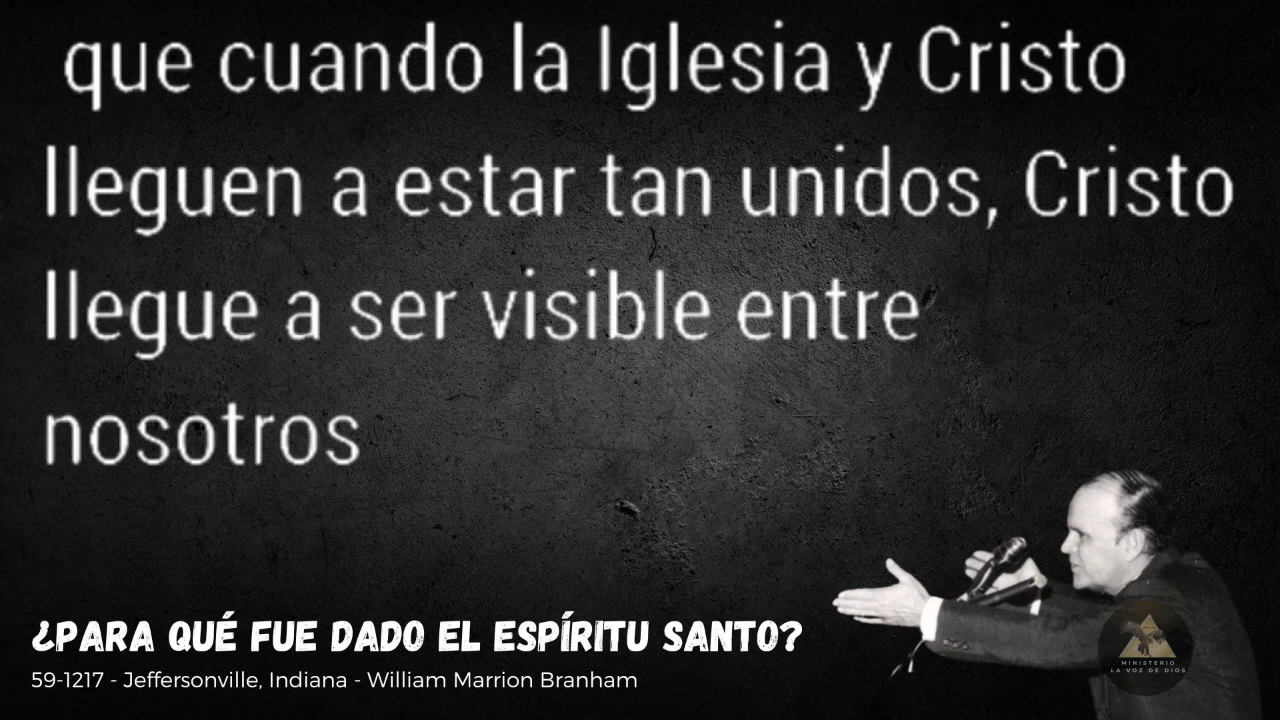 que cuando la Iglesia y Cristo
lleguen a estar tan unidos, Cristo
llegue a ser visible entre
nosotros
¿PARA QUÉ FUE DADO EL ESPÍRITU SANTO?
59-1217 - Jeffersonville, Indiana - William Marrion Branham
MINISTERIO
LA VOZ DE DIOS